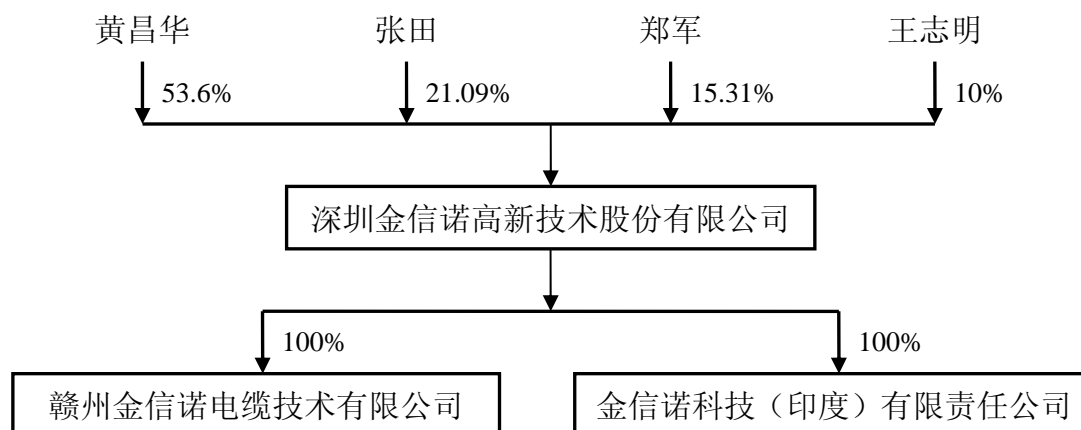 黄昌华 张田 郑军 王志明
53.6% 21.09% 15.31% 10%
深圳金信诺高新技术股份有限公司
100% 100%
赣州金信诺电缆技术有限公司 金信诺科技（印度）有限责任公司